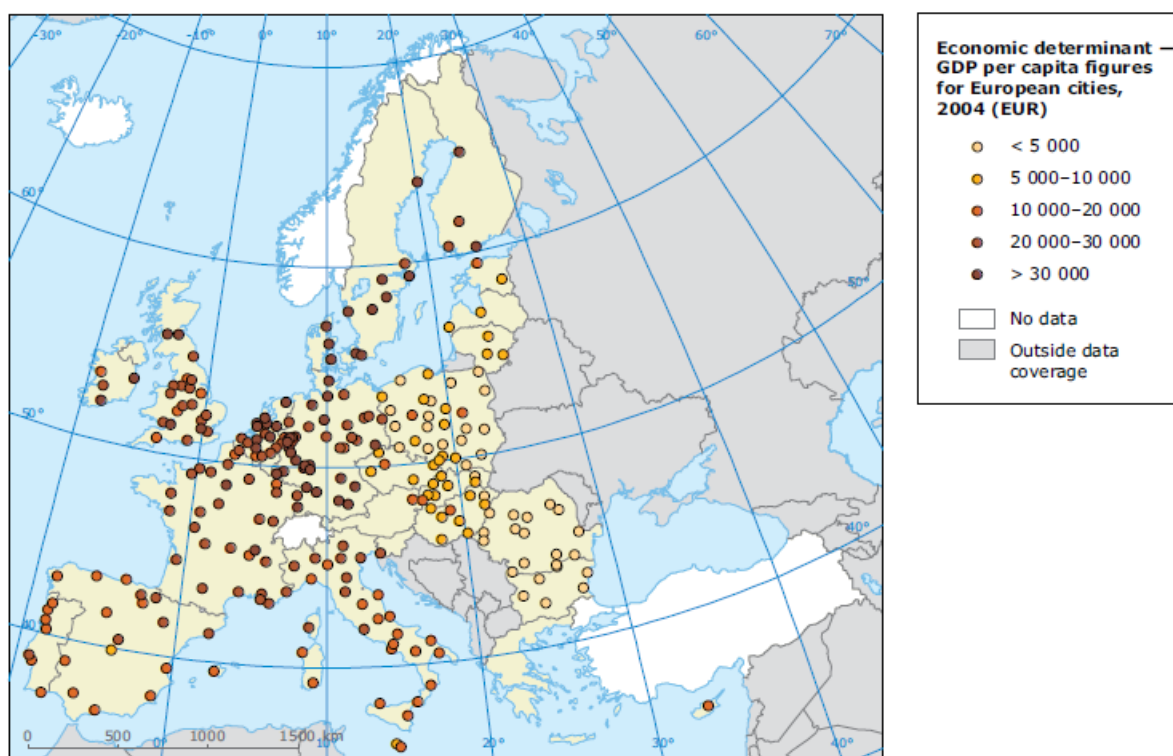 -30°
-20°
-10°
0°
10°
20°
30°
40°
50°
60°
70°
60°
50°
50°
40°
40°
0
500
1000
1500 km
0°
10°
20°
30°
Economic determinant —
GDP per capita figures
for European cities,
2004 (EUR)
< 5 000
5 000–10 000
10 000–20 000
20 000–30 000
> 30 000
No data
Outside data
coverage